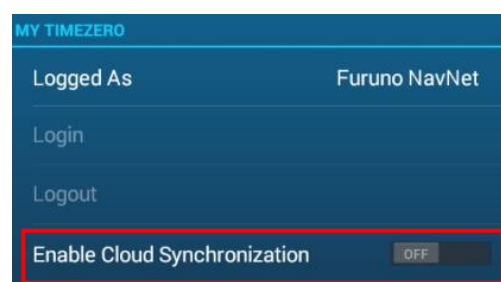 MY TIMEZERO
Logged As Furuno NavNet
Login
Logout
Enable Cloud Synchronization OFF